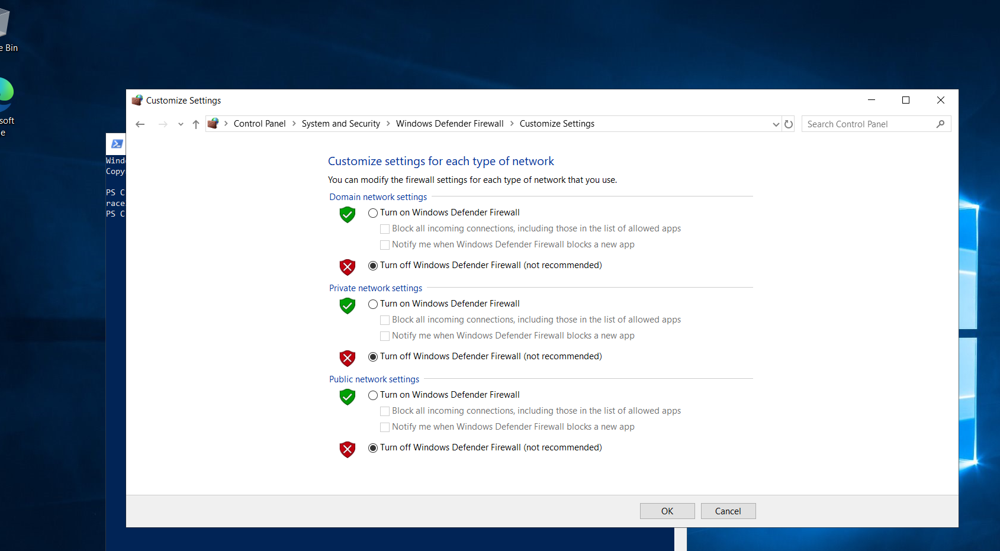 Bin
Customize Settings
Control Panel > System and Security > Windows Defender Firewall > Customize Settings
Search Control Panel
PS C
PS C
Customize settings for each type of network
You can modify the firewall settings for each type of network that you use.
Domain network settings
Turn on Windows Defender Firewall
Block all incoming connections, including those in the list of allowed apps
Notify me when Windows Defender Firewall blocks a new app
Turn off Windows Defender Firewall (not recommended)
Private network settings
Turn on Windows Defender Firewall
Block all incoming connections, including those in the list of allowed apps
Notify me when Windows Defender Firewall blocks a new app
Turn off Windows Defender Firewall (not recommended)
Public network settings
Turn on Windows Defender Firewall
Block all incoming connections, including those in the list of allowed apps
Notify me when Windows Defender Firewall blocks a new app
Turn off Windows Defender Firewall (not recommended)
OK
Cancel